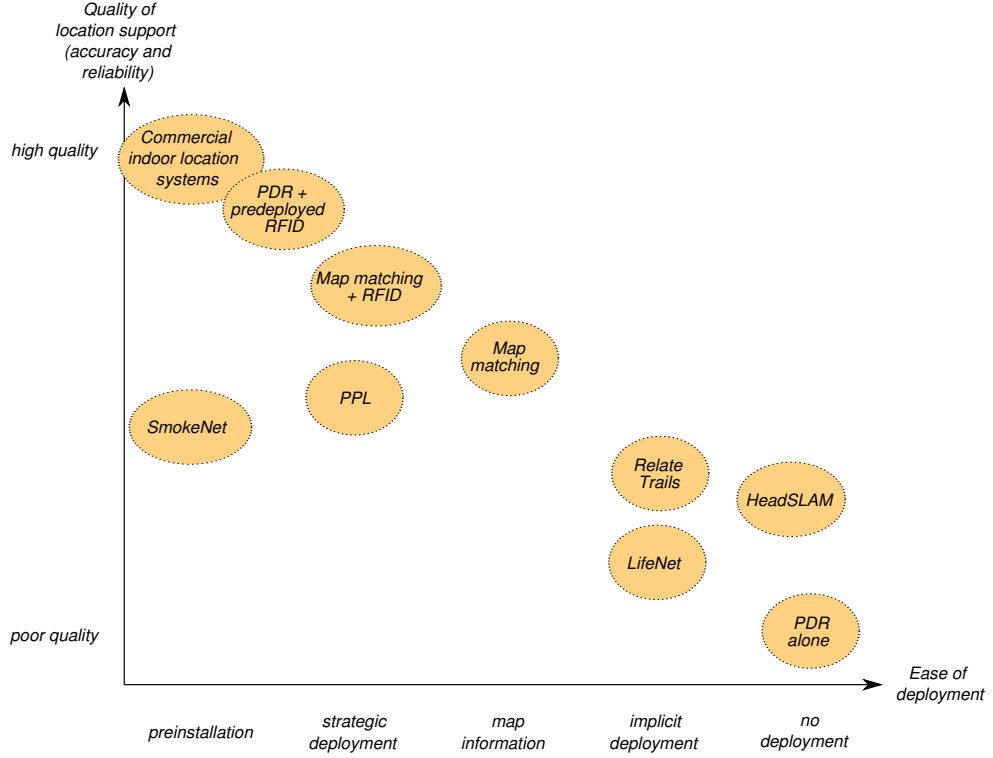 Quality of
location support
(accuracy and
reliability)
high quality
Commercial
indoor location
systems
PDR +
predeployed
RFID
Map matching
+ RFID
Map
matching
PPL
SmokeNet
Relate
Trails
HeadSLAM
LifeNet
poor quality
PDR
alone
Ease of
deployment
preinstallation
strategic
deployment
map
information
implicit
deployment
no
deployment